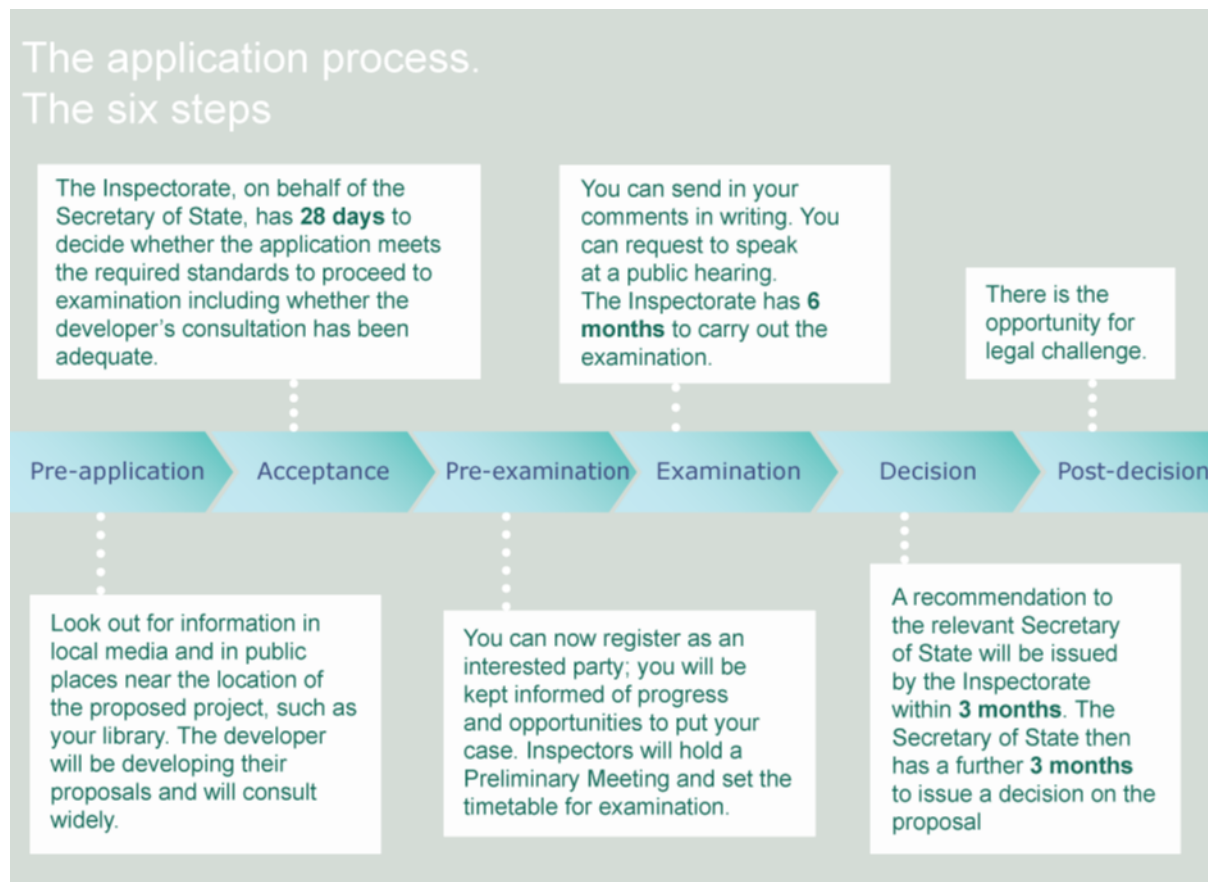 The application process.
The six steps
The Inspectorate, on behalf of the
Secretary of State, has 28 days to
decide whether the application meets
the required standards to proceed to
examination including whether the
developer's consultation has been
adequate.
You can send in your
comments in writing. You
can request to speak
at a public hearing.
The Inspectorate has 6
months to carry out the
examination.
There is the
opportunity for
legal challenge.
Pre-application
Acceptance
Pre-examination
Examination
Decision
Post-decision
Look out for information in
local media and in public
places near the location of
the proposed project, such as
your library. The developer
will be developing their
proposals and will consult
widely.
You can now register as an
interested party; you will be
kept informed of progress
and opportunities to put your
case. Inspectors will hold a
Preliminary Meeting and set the
timetable for examination.
A recommendation to
the relevant Secretary
of State will be issued
by the Inspectorate
within 3 months. The
Secretary of State then
has a further 3 months
to issue a decision on the
proposal